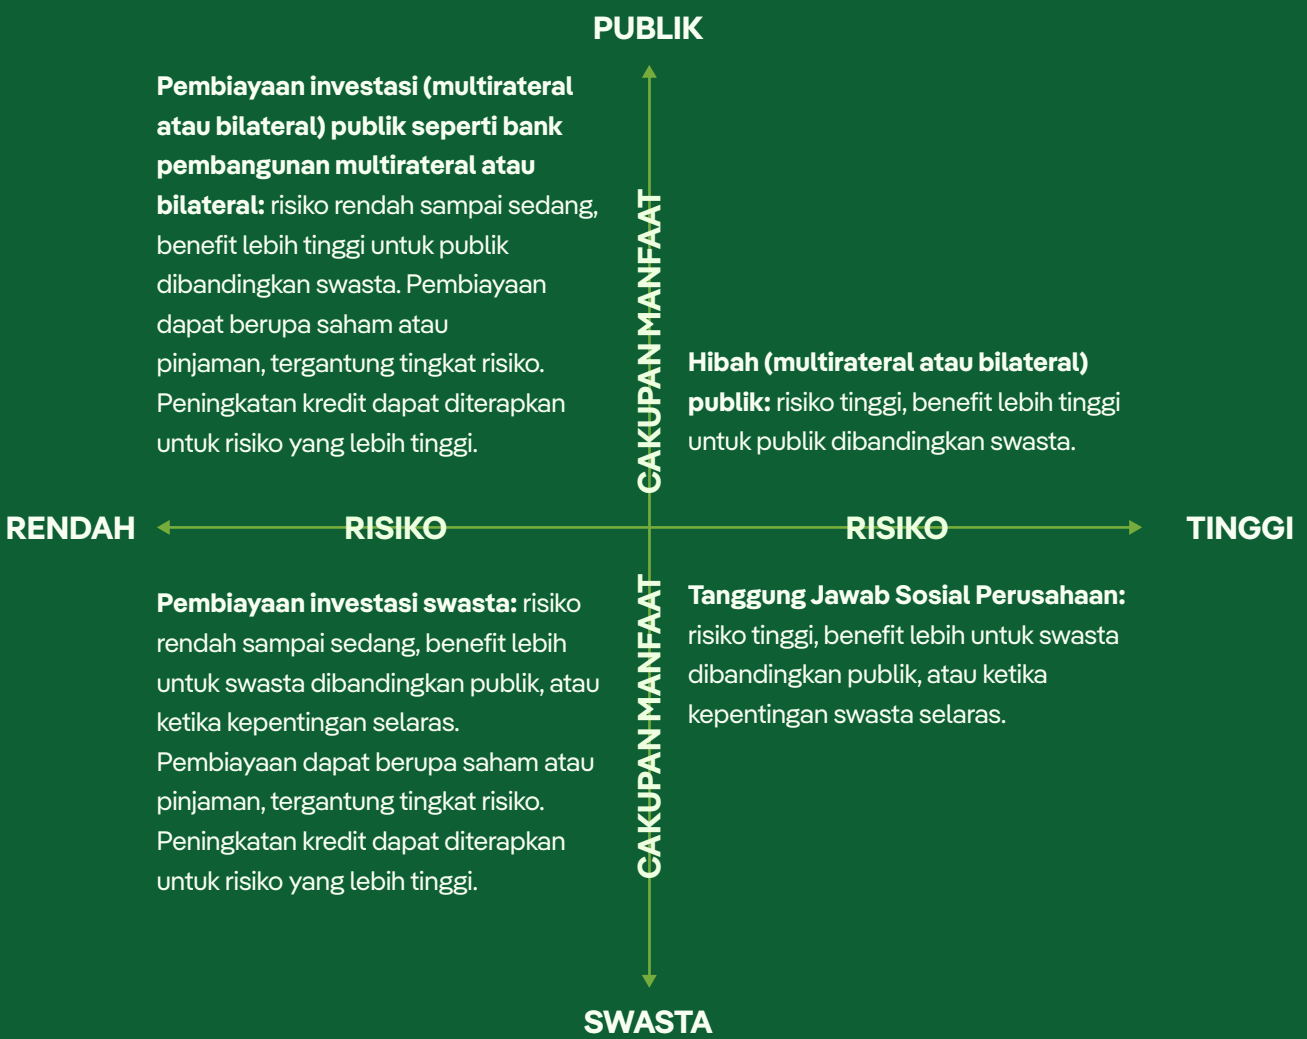 PUBLIK
Pembiayaan investasi (multirateral
atau bilateral) publik seperti bank
pembangunan multirateral atau
bilateral: risiko rendah sampai sedang,
benefit lebih tinggi untuk publik
dibandingkan swasta. Pembiayaan
dapat berupa saham atau
pinjaman, tergantung tingkat risiko.
Peningkatan kredit dapat diterapkan
untuk risiko yang lebih tinggi.
CAKUPAN MANFAAT
Hibah (multirateral atau bilateral)
publik: risiko tinggi, benefit lebih tinggi
untuk publik dibandingkan swasta.
RENDAH
RISIKO
RISIKO
TINGGI
Pembiayaan investasi swasta: risiko
rendah sampai sedang, benefit lebih
untuk swasta dibandingkan publik, atau
ketika kepentingan selaras.
Pembiayaan dapat berupa saham atau
pinjaman, tergantung tingkat risiko.
Peningkatan kredit dapat diterapkan
untuk risiko yang lebih tinggi.
CAKUPAN MANFAAT
Tanggung Jawab Sosial Perusahaan:
risiko tinggi, benefit lebih untuk swasta
dibandingkan publik, atau ketika
kepentingan swasta selaras.
SWASTA